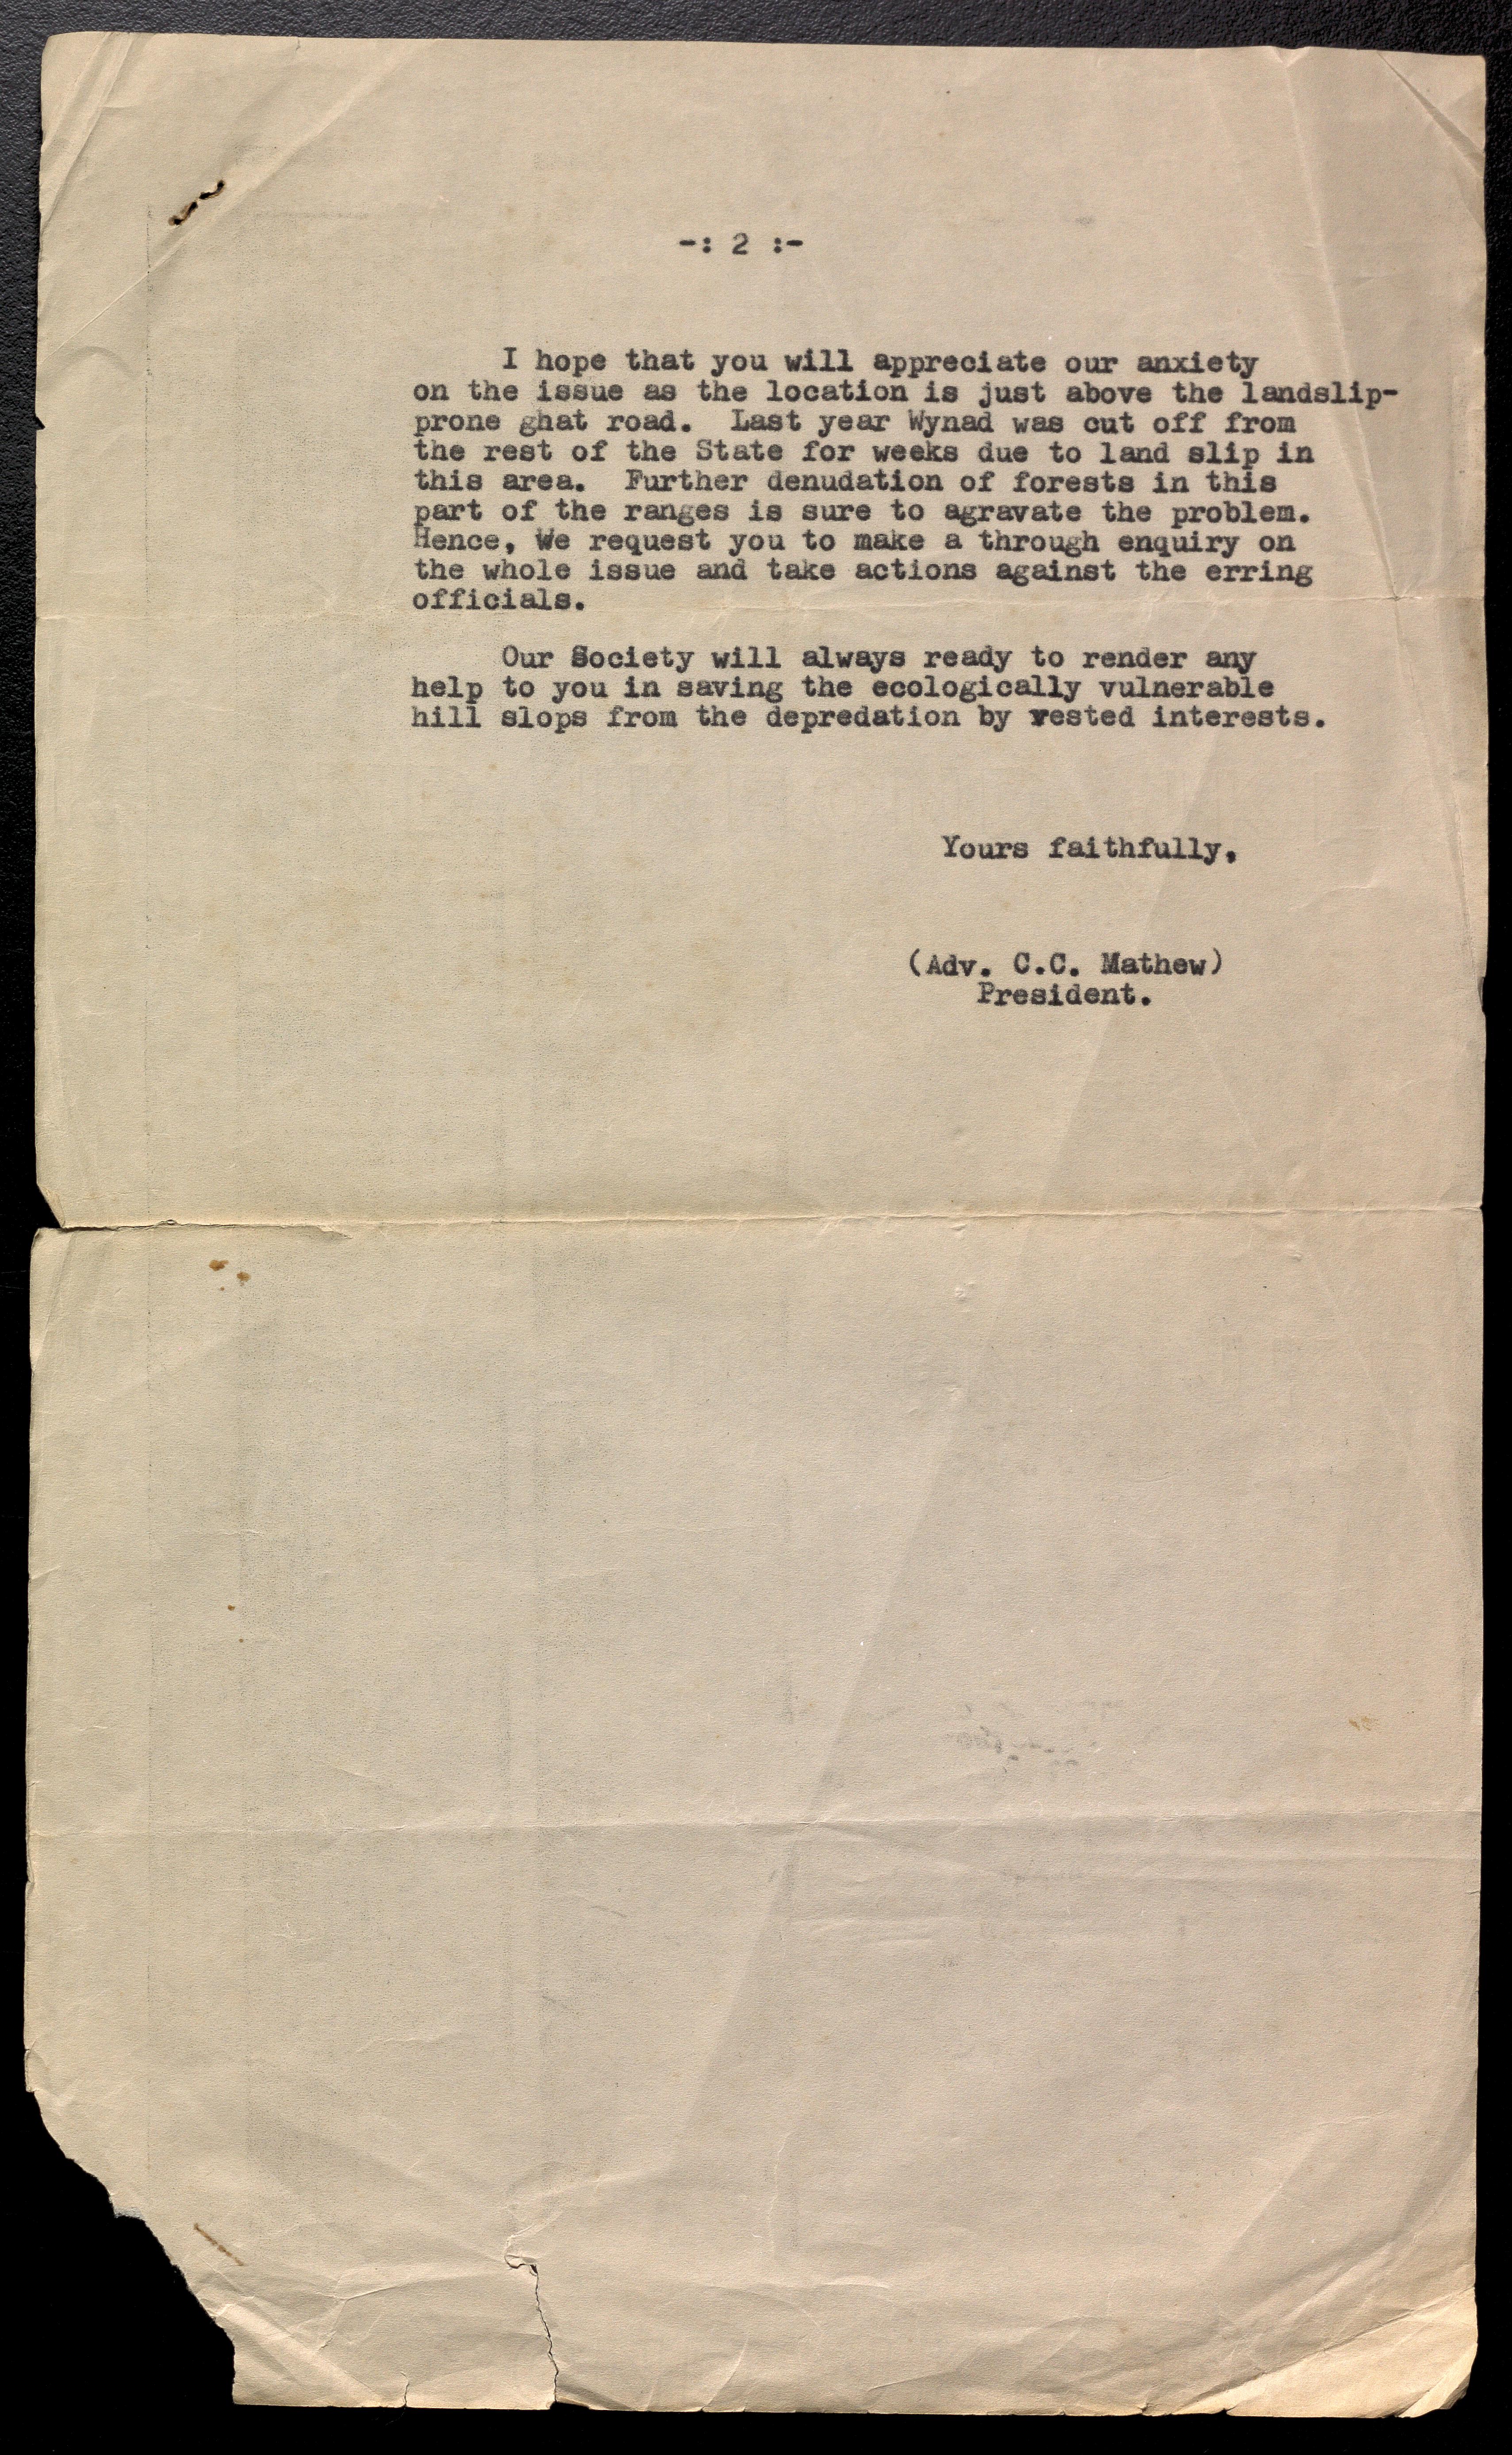 -: 2 :-
I hope that you will appreciate our anxiety
on the issue as the location is just above the landslip-
prone ghat road. Last year Wynad was cut off from
the rest of the State for weeks due to land slip in
this area. Further denudation of forests in this
part of the ranges is sure to agravate the problem.
Hence, We request you to make a through enquiry on
the whole issue and take actions against the erring
officials.
Our Society will always ready to render any
help to you in saving the ecologically vulnerable
hill slops from the depredation by vested interests.
Yours faithfully,
(Adv. C.C. Mathew)
President.